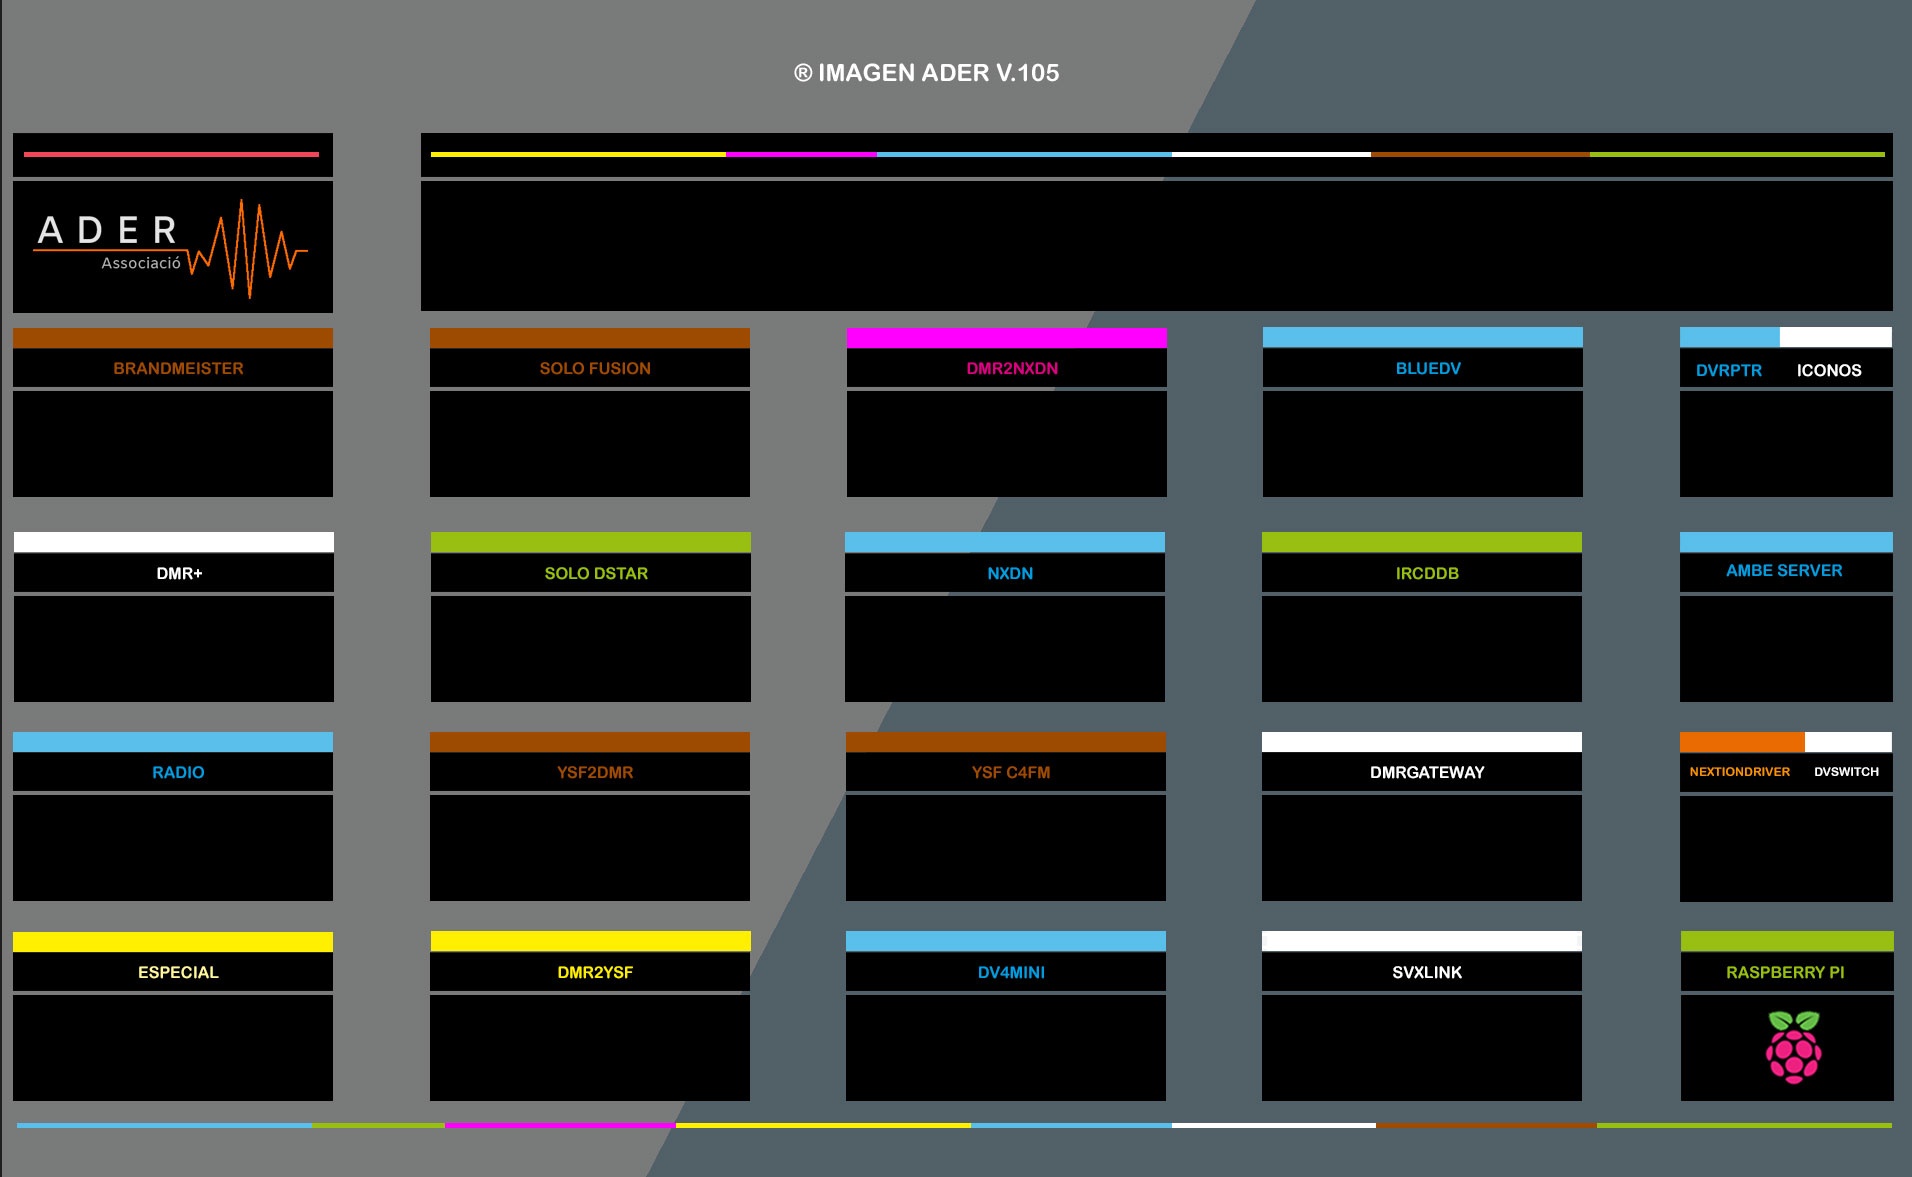 ® IMAGEN ADER V.105
ADER
Associació
BRANDMEISTER
SOLO FUSION
DMR2NXDN
BLUEDV
DVRPTR
ICONOS
DMR+
SOLO DSTAR
NXDN
IRCDDB
AMBE SERVER
RADIO
YSF2DMR
YSF C4FM
DMRGATEWAY
NEXTIONDRIVER
DVSWITCH
ESPECIAL
DMR2YSF
DV4MINI
SVXLINK
RASPBERRY PI